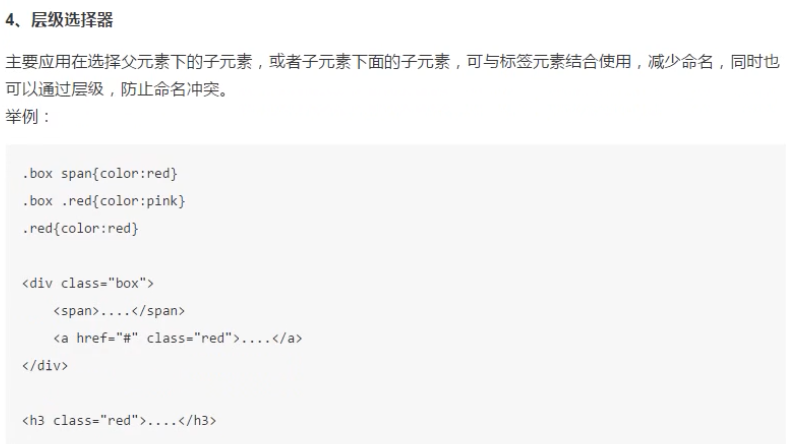 4、层级选择器
主要应用在选择父元素下的子元素，或者子元素下面的子元素，可与标签元素结合使用，减少命名，同时也
可以通过层级，防止命名冲突。
举例：
.box span{color:red}
.box .red{color:pink}
.red{color:red}
<div class="box">
    <span>....</span>
    <a href="#" class="red">....</a>
</div>
<h3 class="red">....</h3>